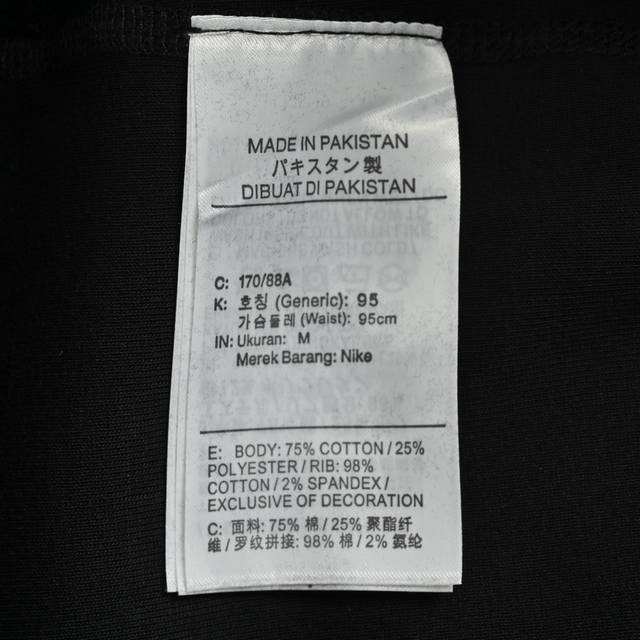 MADE IN PAKISTAN
パキスタン製
DIBUAT DI PAKISTAN
C: 170/88A
K: 호칭 (Generic): 95
가슴둘레 (Waist): 95cm
IN: Ukuran: M
Merek Barang: Nike
E: BODY: 75% COTTON / 25%
POLYESTER / RIB: 98%
COTTON / 2% SPANDEX /
EXCLUSIVE OF DECORATION
C: 面料: 75% 棉 / 25% 聚酯纤
维 / 罗纹拼接: 98% 棉 / 2% 氨纶